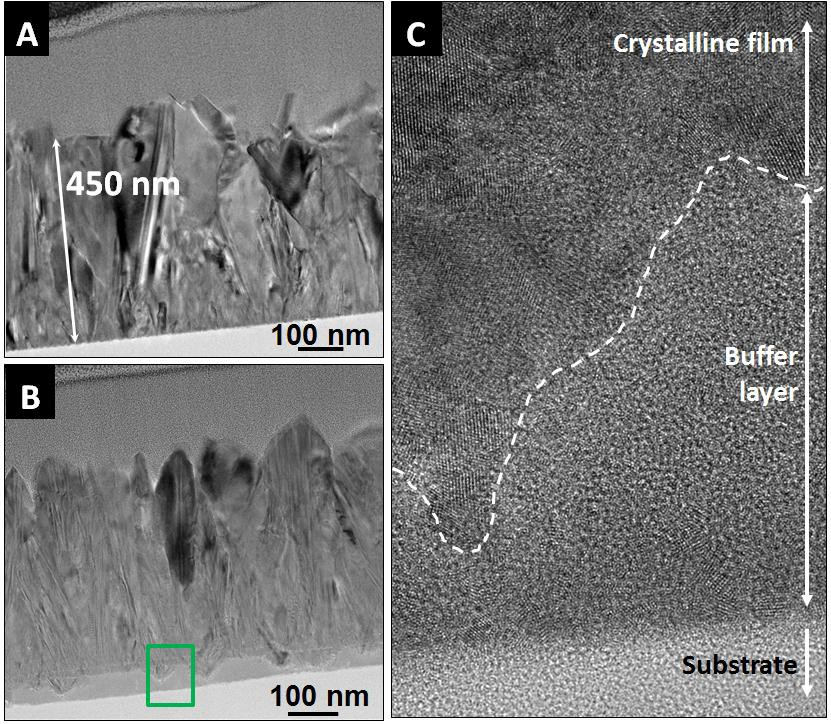 A
450 nm
100 nm
B
100 nm
C
Crystalline film
Buffer
layer
Substrate